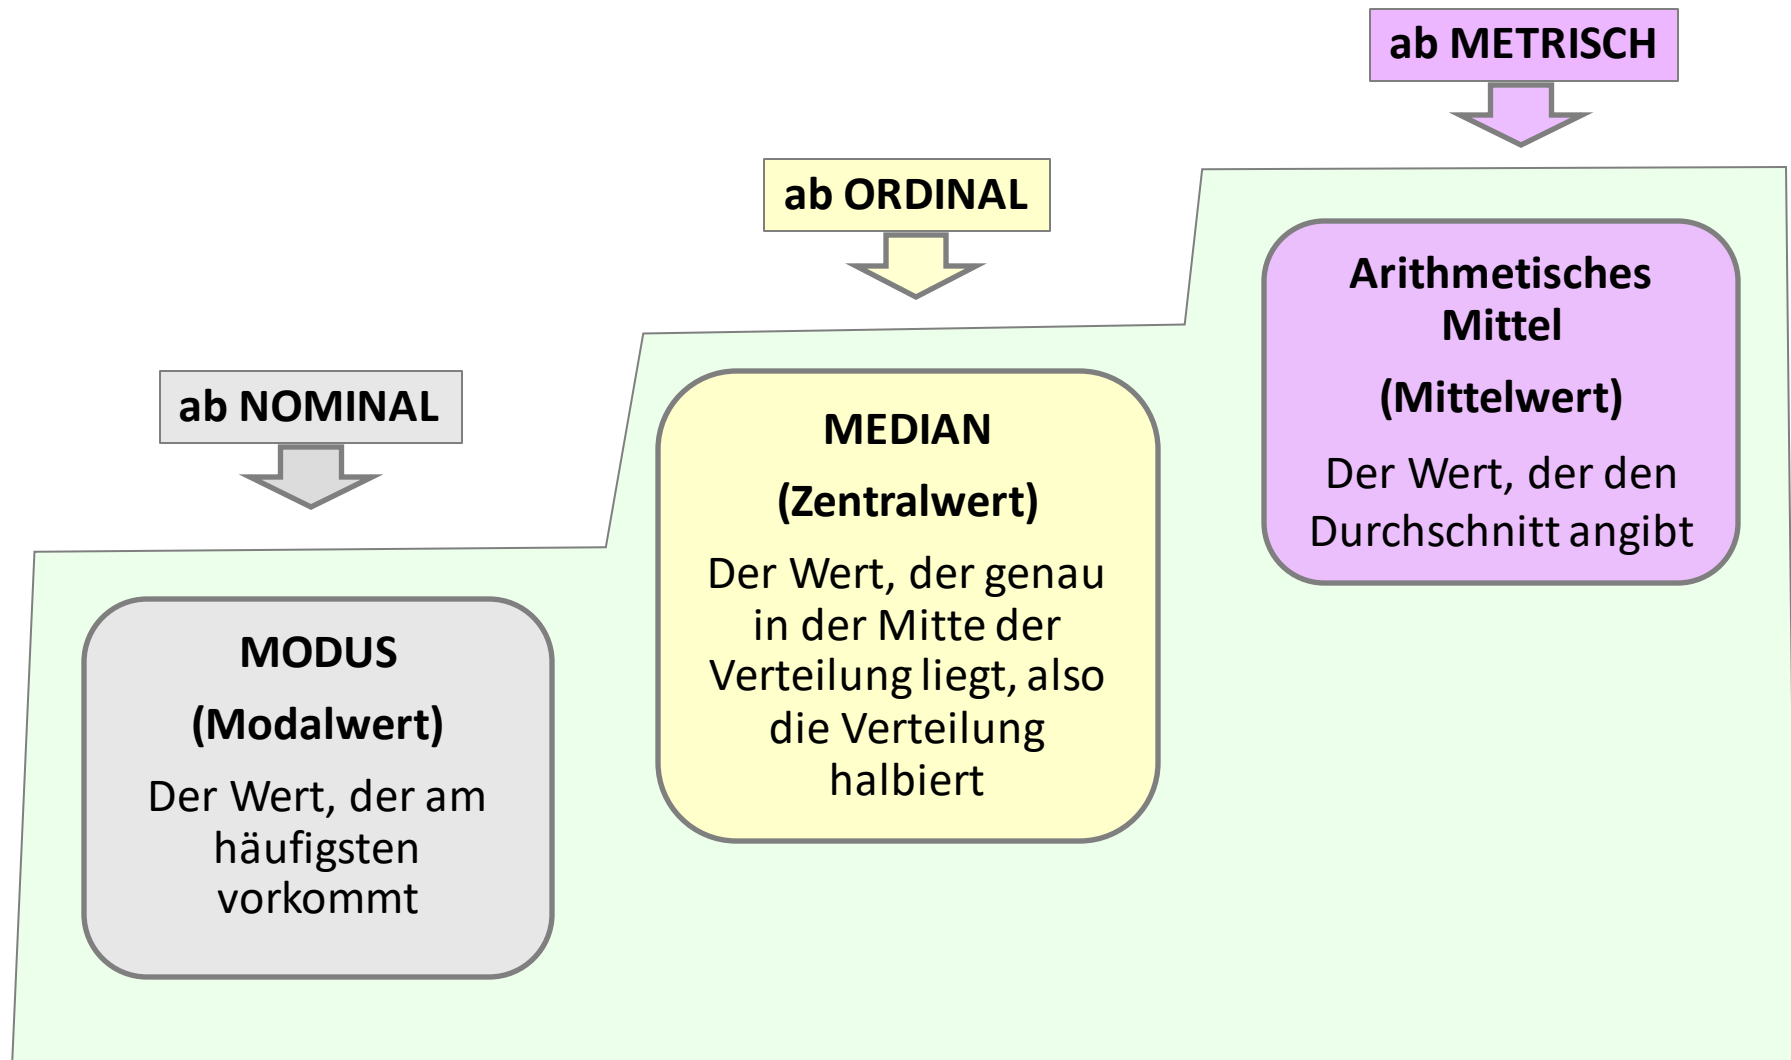 ab NOMINAL
MODUS
(Modalwert)
Der Wert, der am
häufigsten
vorkommt
ab ORDINAL
MEDIAN
(Zentralwert)
Der Wert, der genau
in der Mitte der
Verteilung liegt, also
die Verteilung
halbiert
ab METRISCH
Arithmetisches
Mittel
(Mittelwert)
Der Wert, der den
Durchschnitt angibt